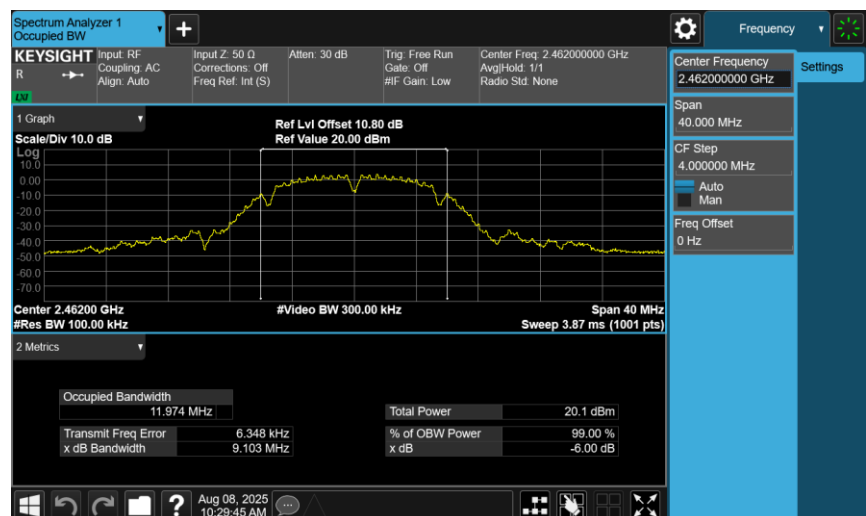 Spectrum Analyzer 1
Occupied BW
+
Frequency
KEYSIGHT
R
LXI
Input: RF
Coupling: AC
Align: Auto
Input Z: 50 Ω
Corrections: Off
Freq Ref: Int (S)
Atten: 30 dB
Trig: Free Run
Gate: Off
#IF Gain: Low
Center Freq: 2.462000000 GHz
Avg|Hold: 1/1
Radio Std: None
Center Frequency
2.462000000 GHz
Settings
Span
40.000 MHz
CF Step
4.000000 MHz
Auto
Man
Freq Offset
0 Hz
1 Graph
Scale/Div 10.0 dB
Ref Lvl Offset 10.80 dB
Ref Value 20.00 dBm
Log
10.0
0.00
-10.0
-20.0
-30.0
-40.0
-50.0
-60.0
-70.0
Center 2.46200 GHz
#Video BW 300.00 kHz
Span 40 MHz
#Res BW 100.00 kHz
Sweep 3.87 ms (1001 pts)
2 Metrics
Occupied Bandwidth
11.974 MHz
Total Power 20.1 dBm
Transmit Freq Error 6.348 kHz
% of OBW Power 99.00 %
x dB Bandwidth 9.103 MHz
x dB -6.00 dB
?
Aug 08, 2025
10:29:45 AM